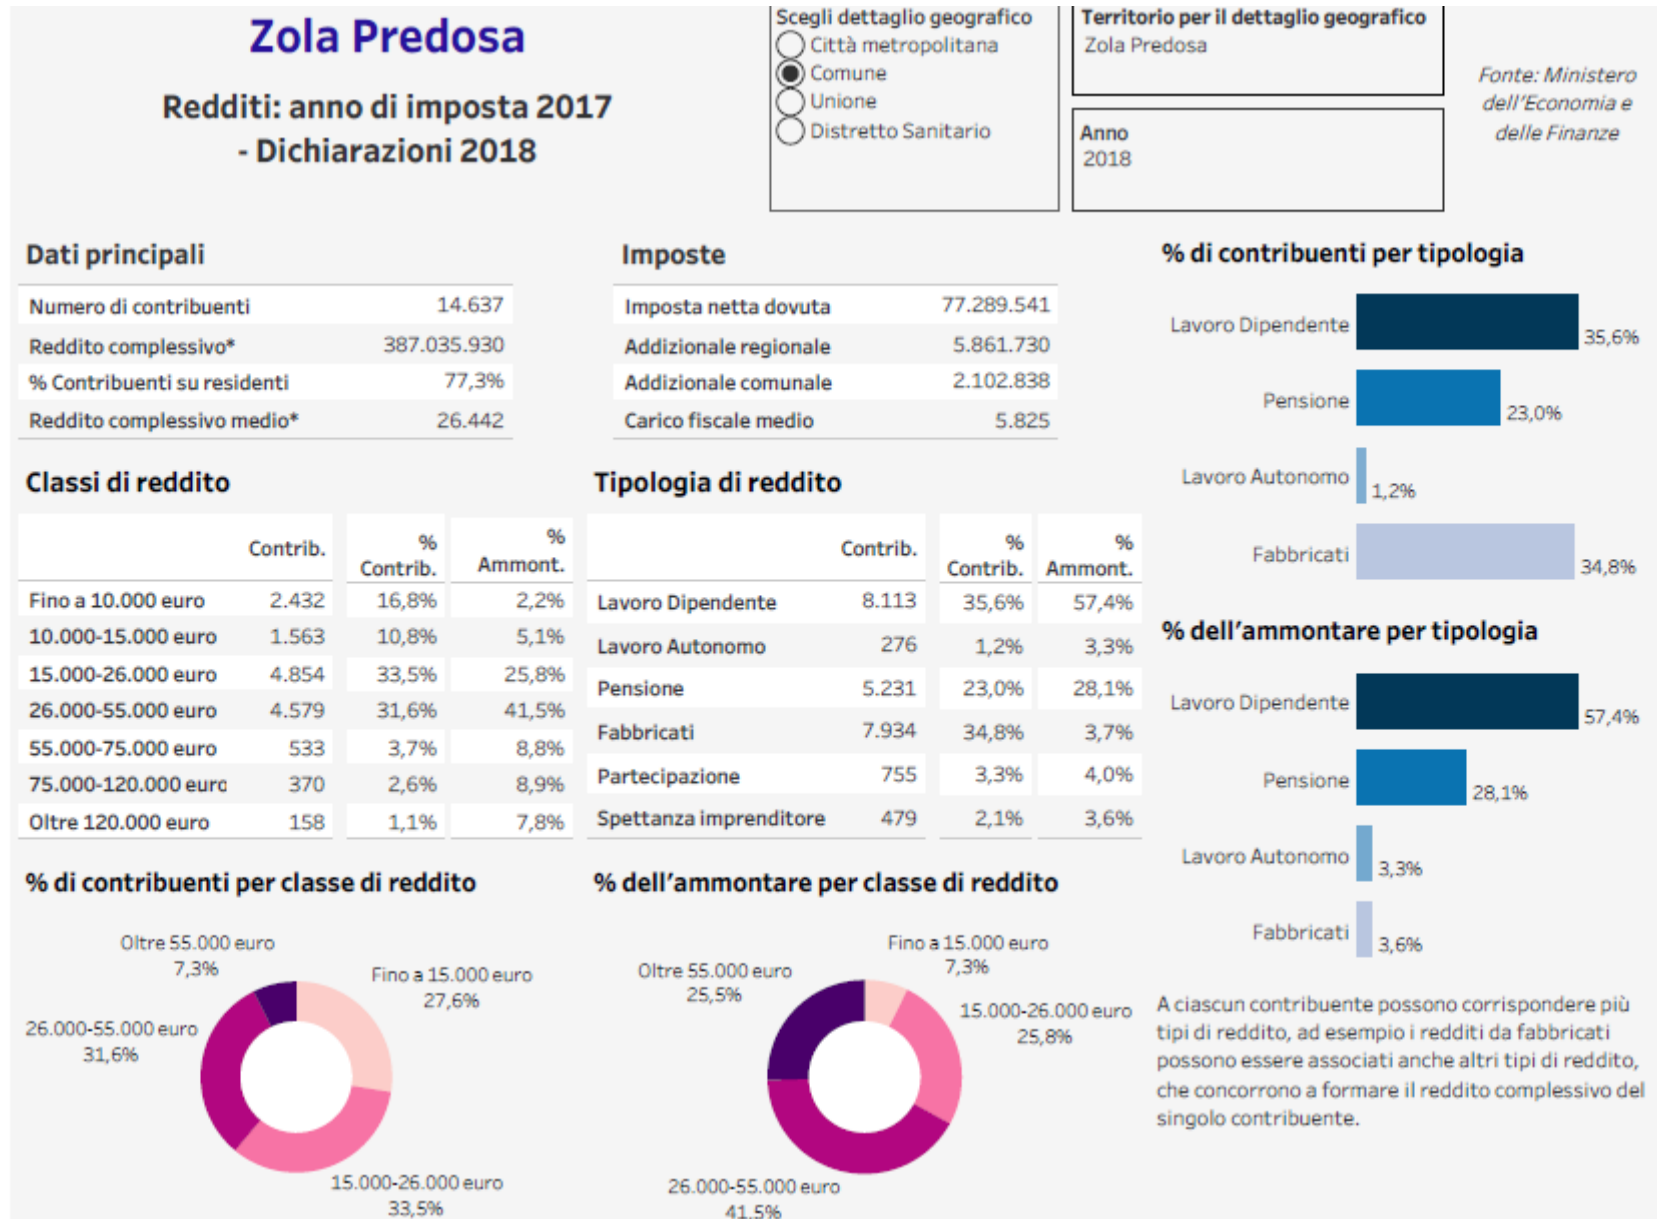 Zola Predosa
Redditi: anno di imposta 2017
- Dichiarazioni 2018
Scegli dettaglio geografico
Città metropolitana
Comune
Unione
Distretto Sanitario
Territorio per il dettaglio geografico
Zola Predosa
Anno
2018
Fonte: Ministero
dell'Economia e
delle Finanze
Dati principali
Numero di contribuenti 14.637
Reddito complessivo* 387.035.930
% Contribuenti su residenti 77,3%
Reddito complessivo medio* 26.442
Imposte
Imposta netta dovuta 77.289.541
Addizionale regionale 5.861.730
Addizionale comunale 2.102.838
Carico fiscale medio 5.825
% di contribuenti per tipologia
Lavoro Dipendente 35,6%
Pensione 23,0%
Lavoro Autonomo 1,2%
Fabbricati 34,8%
Classi di reddito
Contrib. % Contrib. % Ammont.
Fino a 10.000 euro 2.432 16,8% 2,2%
10.000-15.000 euro 1.563 10,8% 5,1%
15.000-26.000 euro 4.854 33,5% 25,8%
26.000-55.000 euro 4.579 31,6% 41,5%
55.000-75.000 euro 533 3,7% 8,8%
75.000-120.000 eurc 370 2,6% 8,9%
Oltre 120.000 euro 158 1,1% 7,8%
Tipologia di reddito
Contrib. % Contrib. % Ammont.
Lavoro Dipendente 8.113 35,6% 57,4%
Lavoro Autonomo 276 1,2% 3,3%
Pensione 5.231 23,0% 28,1%
Fabbricati 7.934 34,8% 3,7%
Partecipazione 755 3,3% 4,0%
Spettanza imprenditore 479 2,1% 3,6%
% dell'ammontare per tipologia
Lavoro Dipendente 57,4%
Pensione 28,1%
Lavoro Autonomo 3,3%
Fabbricati 3,6%
% di contribuenti per classe di reddito
Oltre 55.000 euro
7,3%
Fino a 15.000 euro
27,6%
26.000-55.000 euro
31,6%
15.000-26.000 euro
33,5%
% dell'ammontare per classe di reddito
Fino a 15.000 euro
7,3%
Oltre 55.000 euro
25,5%
15.000-26.000 euro
25,8%
26.000-55.000 euro
41,5%
A ciascun contribuente possono corrispondere più
tipi di reddito, ad esempio i redditi da fabbricati
possono essere associati anche altri tipi di reddito,
che concorrono a formare il reddito complessivo del
singolo contribuente.